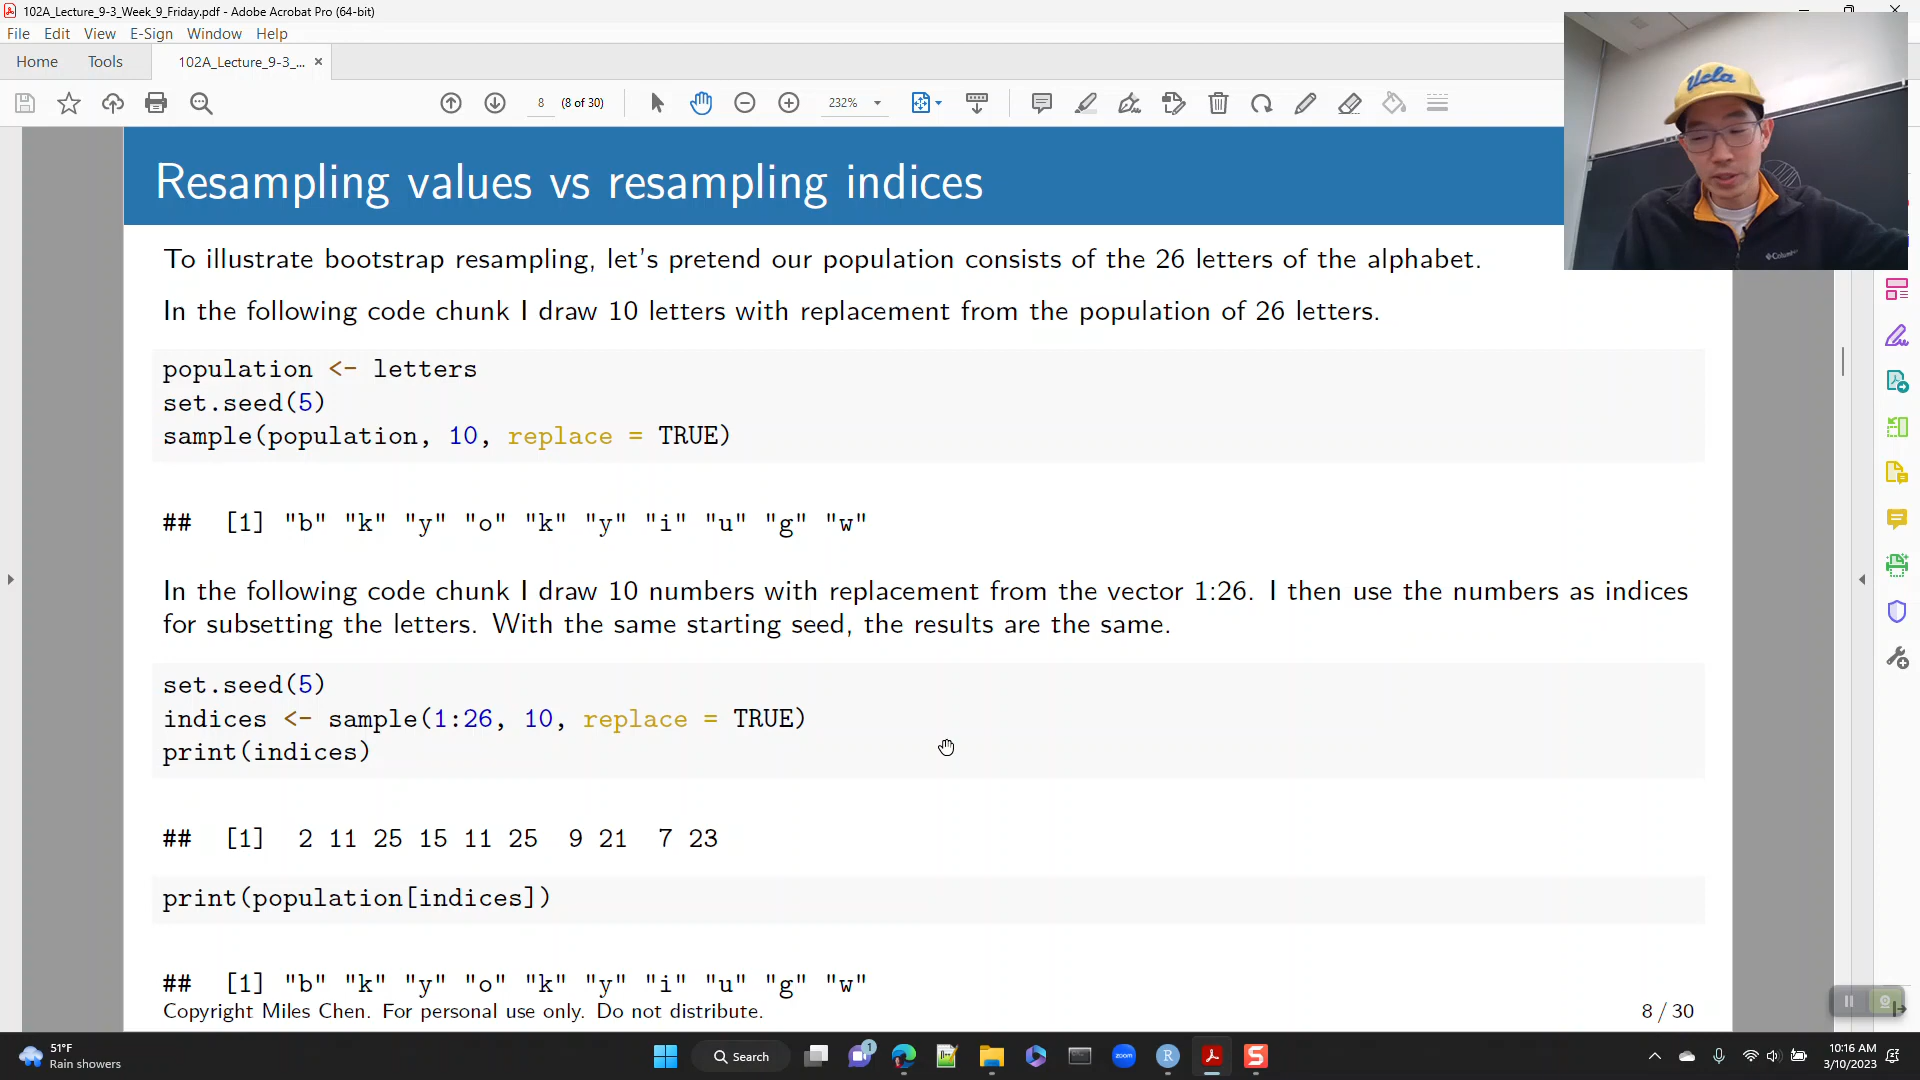 102A_Lecture_9-3_Week_9_Friday.pdf - Adobe Acrobat Pro (64-bit)
File Edit View E-Sign Window Help
Home Tools 102A_Lecture_9-3_... ×
8 (8 of 30) 232%
Ucla
Columbia
Resampling values vs resampling indices
To illustrate bootstrap resampling, let's pretend our population consists of the 26 letters of the alphabet.
In the following code chunk I draw 10 letters with replacement from the population of 26 letters.
population <- letters
set.seed(5)
sample(population, 10, replace = TRUE)
## [1] "b" "k" "y" "o" "k" "y" "i" "u" "g" "w"
In the following code chunk I draw 10 numbers with replacement from the vector 1:26. I then use the numbers as indices
for subsetting the letters. With the same starting seed, the results are the same.
set.seed(5)
indices <- sample(1:26, 10, replace = TRUE)
print(indices)
## [1] 2 11 25 15 11 25 9 21 7 23
print(population[indices])
## [1] "b" "k" "y" "o" "k" "y" "i" "u" "g" "w"
Copyright Miles Chen. For personal use only. Do not distribute. 8 / 30
51°F
Rain showers
Search
1
zoom
R
S
10:16 AM
3/10/2023